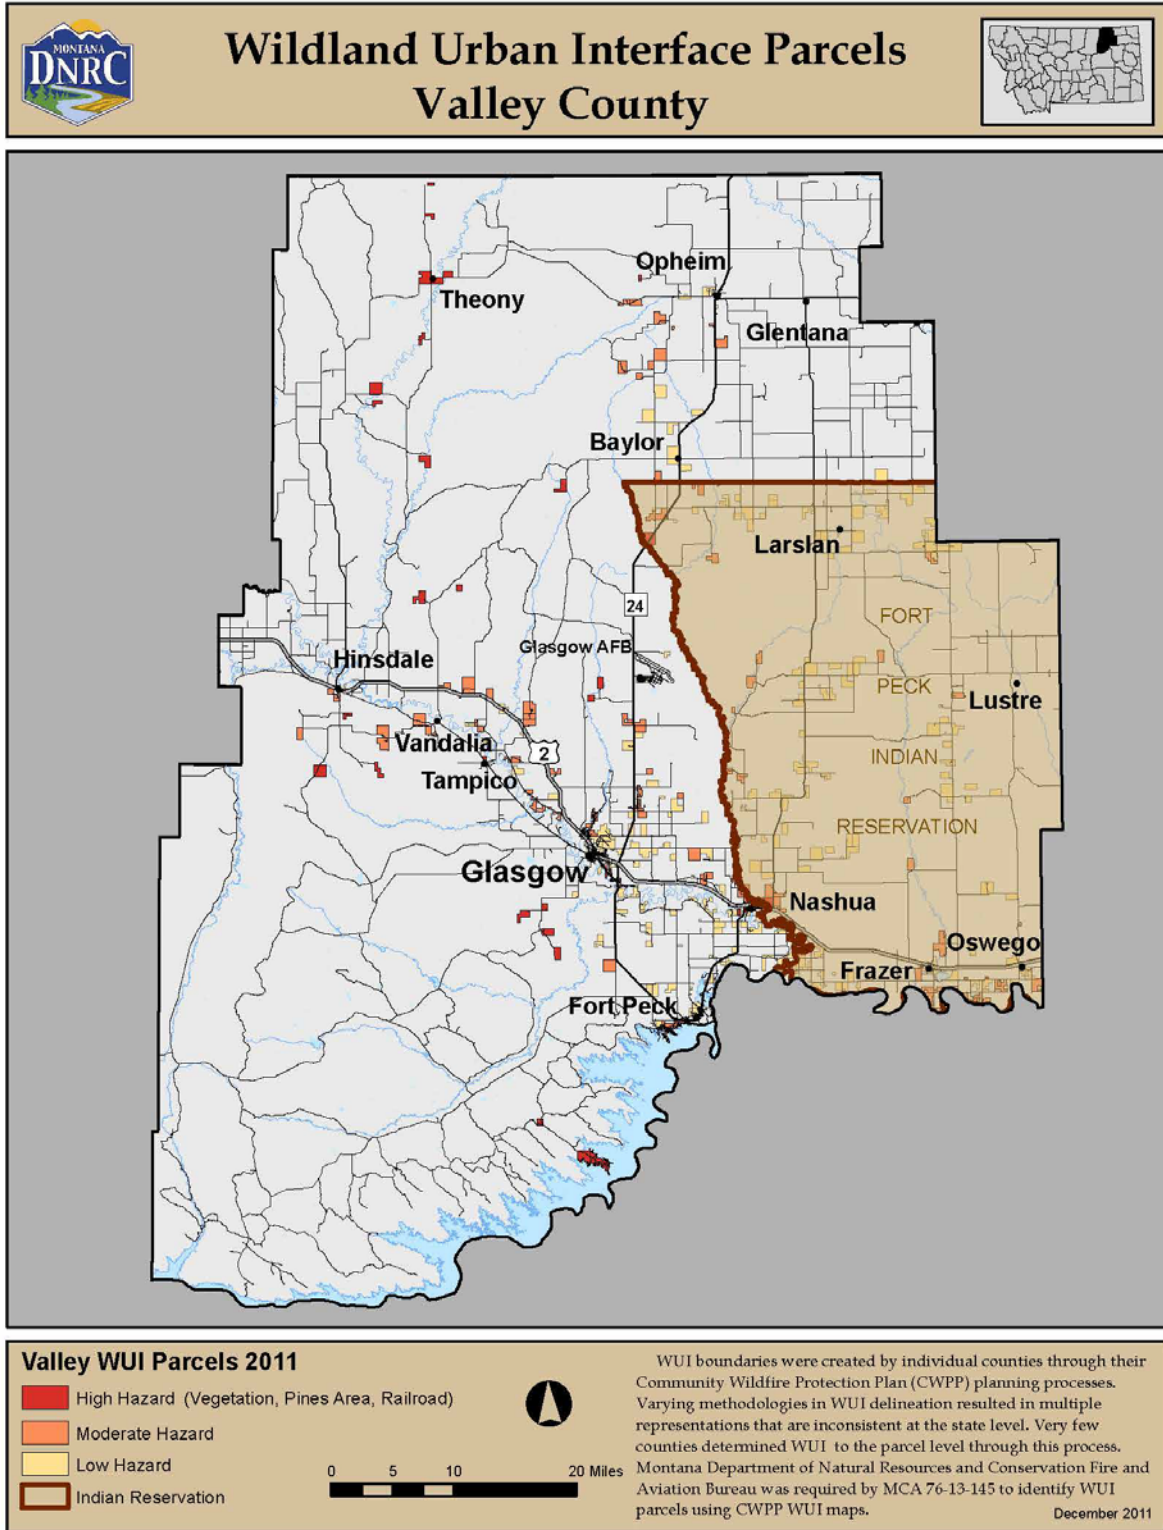 MONTANA
DNRC
Wildland Urban Interface Parcels
Valley County
Opheim
Theony
Glentana
Baylor
Larslan
24
FORT
Glasgow AFB
Hinsdale
PECK
Lustre
Vandalia
2
INDIAN
Tampico
RESERVATION
Glasgow
Nashua
Oswego
Frazer
Fort Peck
Valley WUI Parcels 2011
High Hazard (Vegetation, Pines Area, Railroad)
Moderate Hazard
Low Hazard
Indian Reservation
0 5 10 20 Miles
WUI boundaries were created by individual counties through their
Community Wildfire Protection Plan (CWPP) planning processes.
Varying methodologies in WUI delineation resulted in multiple
representations that are inconsistent at the state level. Very few
counties determined WUI to the parcel level through this process.
Montana Department of Natural Resources and Conservation Fire and
Aviation Bureau was required by MCA 76-13-145 to identify WUI
parcels using CWPP WUI maps.
December 2011